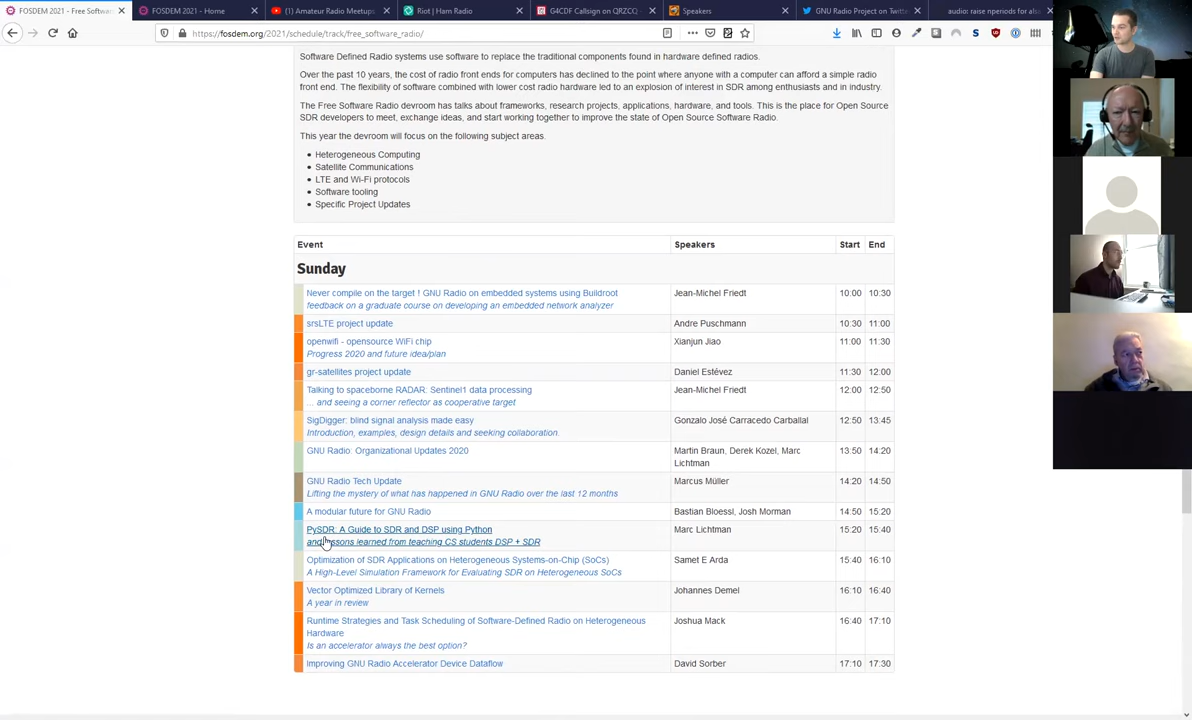 FOSDEM 2021 - Free Softwa
FOSDEM 2021 - Home
(1) Amateur Radio Meetups
Riot | Ham Radio
G4CDF Callsign on QRZCQ -
Speakers
GNU Radio Project on Twitte
audio: raise nperiods for alsa
https://fosdem.org/2021/schedule/track/free_software_radio/
Software Defined Radio systems use software to replace the traditional components found in hardware defined radios.
Over the past 10 years, the cost of radio front ends for computers has declined to the point where anyone with a computer can afford a simple radio
front end. The flexibility of software combined with lower cost radio hardware led to an explosion of interest in SDR among enthusiasts and in industry.
The Free Software Radio devroom has talks about frameworks, research projects, applications, hardware, and tools. This is the place for Open Source
SDR developers to meet, exchange ideas, and start working together to improve the state of Open Source Software Radio.
This year the devroom will focus on the following subject areas.
Heterogeneous Computing
Satellite Communications
LTE and Wi-Fi protocols
Software tooling
Specific Project Updates
Event Speakers Start End
Sunday
Never compile on the target ! GNU Radio on embedded systems using Buildroot Jean-Michel Friedt 10:00 10:30
feedback on a graduate course on developing an embedded network analyzer
srsLTE project update Andre Puschmann 10:30 11:00
openwifi - opensource WiFi chip Xianjun Jiao 11:00 11:30
Progress 2020 and future idea/plan
gr-satellites project update Daniel Estévez 11:30 12:00
Talking to spaceborne RADAR: Sentinel1 data processing Jean-Michel Friedt 12:00 12:50
... and seeing a corner reflector as cooperative target
SigDigger: blind signal analysis made easy Gonzalo José Carracedo Carballal 12:50 13:45
Introduction, examples, design details and seeking collaboration.
GNU Radio: Organizational Updates 2020 Martin Braun, Derek Kozel, Marc 13:50 14:20
Lichtman
GNU Radio Tech Update Marcus Müller 14:20 14:50
Lifting the mystery of what has happened in GNU Radio over the last 12 months
A modular future for GNU Radio Bastian Bloessl, Josh Morman 14:50 15:20
PySDR: A Guide to SDR and DSP using Python Marc Lichtman 15:20 15:40
and lessons learned from teaching CS students DSP + SDR
Optimization of SDR Applications on Heterogeneous Systems-on-Chip (SoCs) Samet E Arda 15:40 16:10
A High-Level Simulation Framework for Evaluating SDR on Heterogeneous SoCs
Vector Optimized Library of Kernels Johannes Demel 16:10 16:40
A year in review
Runtime Strategies and Task Scheduling of Software-Defined Radio on Heterogeneous Joshua Mack 16:40 17:10
Hardware
Is an accelerator always the best option?
Improving GNU Radio Accelerator Device Dataflow David Sorber 17:10 17:30